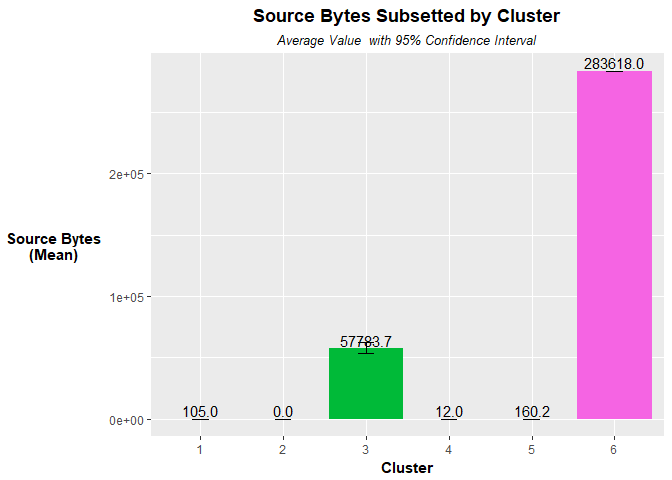 Source Bytes Subsetted by Cluster
Average Value  with 95% Confidence Interval
283618.0
2e+05
Source Bytes
(Mean)
1e+05
57783.7
105.0
0.0
12.0
160.2
0e+00
1
2
3
4
5
6
Cluster